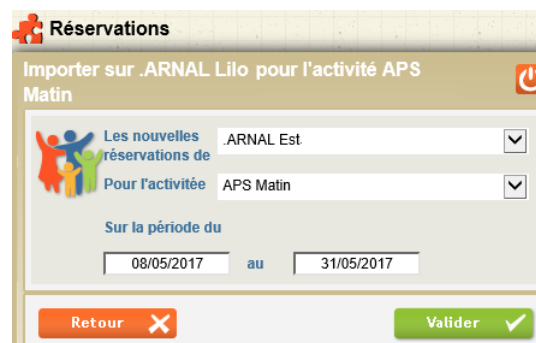 Réservations
Importer sur .ARNAL Lilo pour l'activité APS
Matin
Les nouvelles
réservations de
.ARNAL Est
Pour l'activitée
APS Matin
Sur la période du
08/05/2017 au 31/05/2017
Retour
Valider